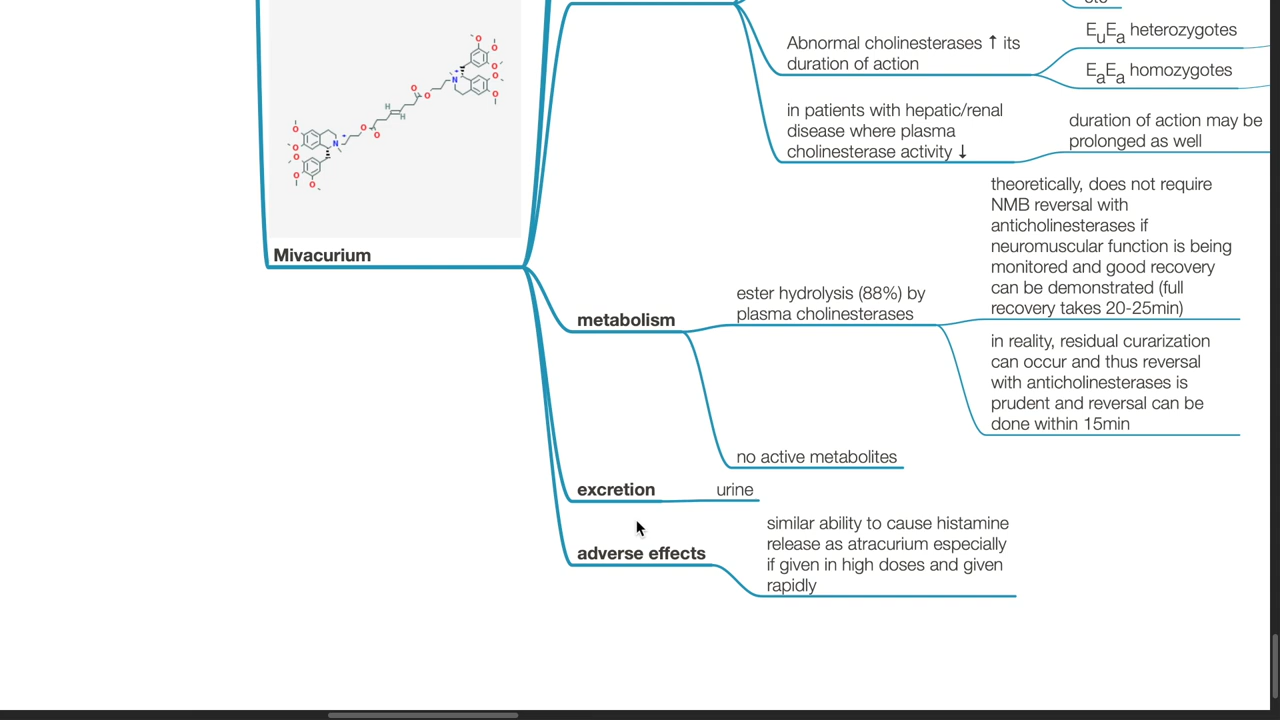 Abnormal cholinesterases ↑ its
duration of action
EuEa heterozygotes
EaEa homozygotes
in patients with hepatic/renal
disease where plasma
cholinesterase activity ↓
duration of action may be
prolonged as well
Mivacurium
metabolism
ester hydrolysis (88%) by
plasma cholinesterases
theoretically, does not require
NMB reversal with
anticholinesterases if
neuromuscular function is being
monitored and good recovery
can be demonstrated (full
recovery takes 20-25min)
in reality, residual curarization
can occur and thus reversal
with anticholinesterases is
prudent and reversal can be
done within 15min
no active metabolites
excretion
urine
adverse effects
similar ability to cause histamine
release as atracurium especially
if given in high doses and given
rapidly